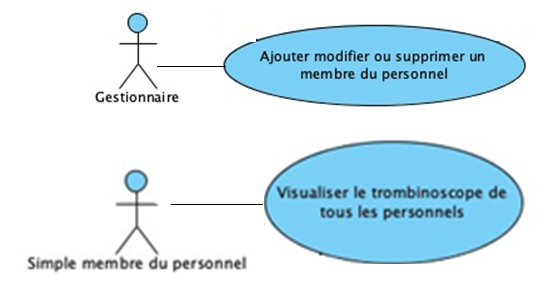 Ajouter modifier ou supprimer un
membre du personnel
Gestionnaire
Visualiser le trombinoscope de
tous les personnels
Simple membre du personnel